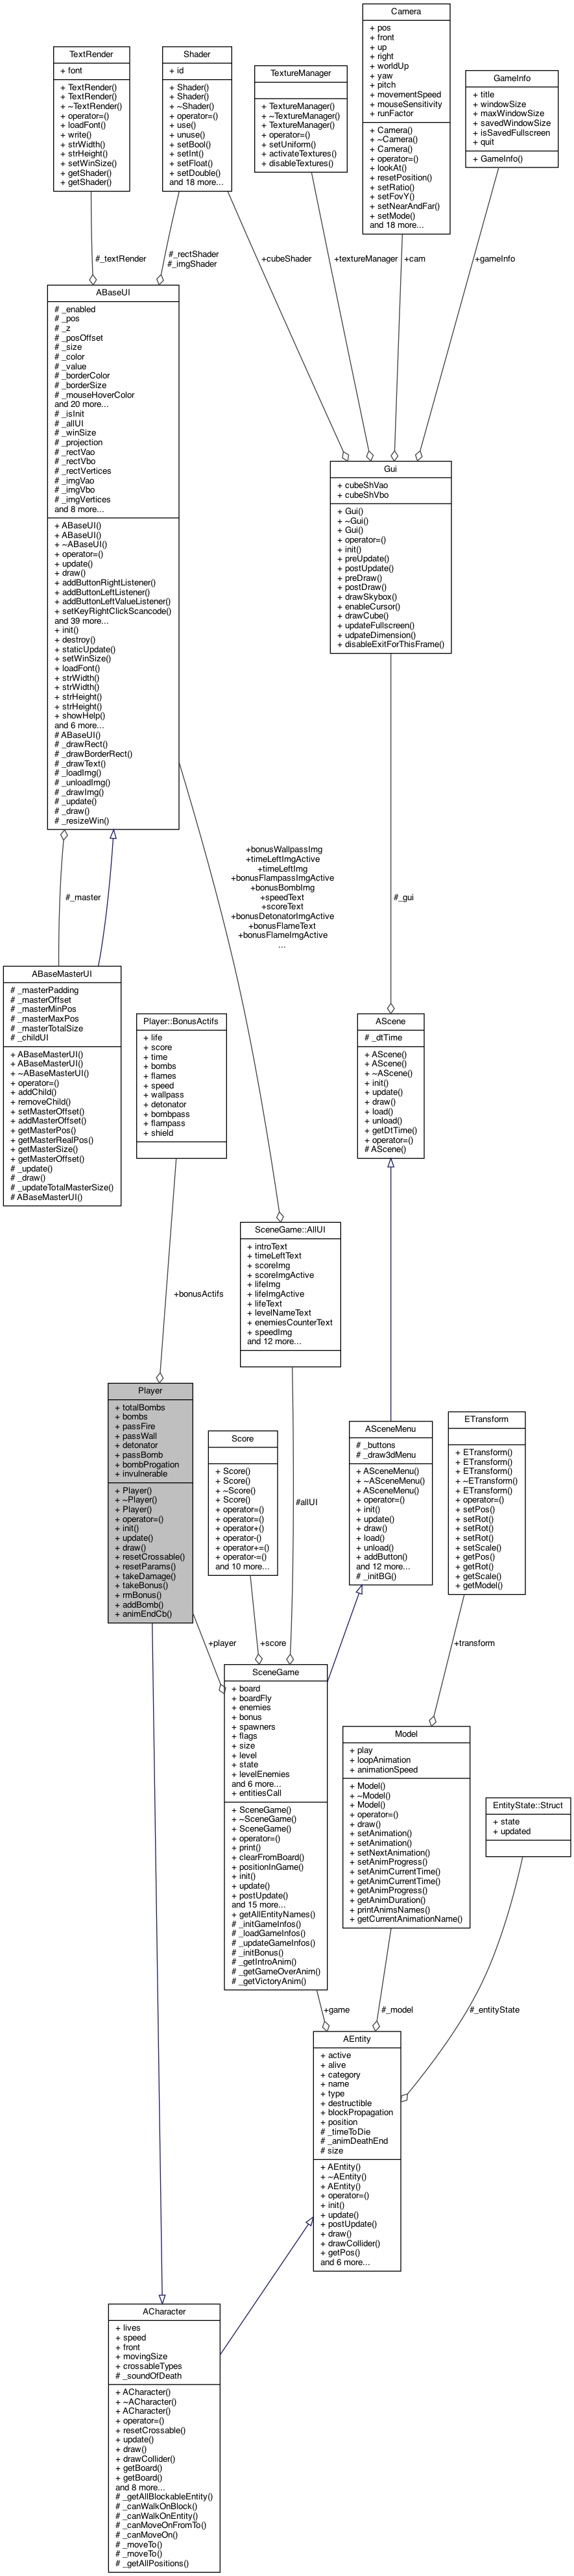 Camera
+ pos
+ front
+ up
+ right
+ worldUp
+ yaw
+ pitch
+ movementSpeed
+ mouseSensitivity
+ runFactor
+ Camera()
+ ~Camera()
+ Camera()
+ operator=()
+ lookAt()
+ resetPosition()
+ setRatio()
+ setFovY()
+ setNearAndFar()
+ setMode()
and 18 more...
TextRender
+ font
+ TextRender()
+ TextRender()
+ ~TextRender()
+ operator=()
+ loadFont()
+ write()
+ strWidth()
+ strHeight()
+ setWinSize()
+ getShader()
+ getShader()
Shader
+ id
+ Shader()
+ Shader()
+ ~Shader()
+ operator=()
+ use()
+ unuse()
+ setBool()
+ setInt()
+ setFloat()
+ setDouble()
and 18 more...
TextureManager
+ TextureManager()
+ ~TextureManager()
+ TextureManager()
+ operator=()
+ setUniform()
+ activateTextures()
+ disableTextures()
GameInfo
+ title
+ windowSize
+ maxWindowSize
+ savedWindowSize
+ isSavedFullscreen
+ quit
+ GameInfo()
#_textRender
#_rectShader
#_imgShader
+cubeShader
+textureManager
+cam
+gameInfo
ABaseUI
# _enabled
# _pos
# _z
# _posOffset
# _size
# _color
# _value
# _borderColor
# _borderSize
# _mouseHoverColor
and 20 more...
# _isInit
# _allUI
# _winSize
# _projection
# _rectVao
# _rectVbo
# _rectVertices
# _imgVao
# _imgVbo
# _imgVertices
and 8 more...
+ ABaseUI()
+ ABaseUI()
+ ~ABaseUI()
+ operator=()
+ update()
+ draw()
+ addButtonRightListener()
+ addButtonLeftListener()
+ addButtonLeftValueListener()
+ setKeyRightClickScancode()
and 39 more...
+ init()
+ destroy()
+ staticUpdate()
+ setWinSize()
+ loadFont()
+ strWidth()
+ strWidth()
+ strHeight()
+ strHeight()
+ showHelp()
and 6 more...
# ABaseUI()
# _drawRect()
# _drawBorderRect()
# _drawText()
# _loadImg()
# _unloadImg()
# _drawImg()
# _update()
# _draw()
# _resizeWin()
Gui
+ cubeShVao
+ cubeShVbo
+ Gui()
+ ~Gui()
+ Gui()
+ operator=()
+ init()
+ preUpdate()
+ postUpdate()
+ preDraw()
+ postDraw()
+ drawSkybox()
+ enableCursor()
+ drawCube()
+ updateFullscreen()
+ udpateDimension()
+ disableExitForThisFrame()
#_master
+bonusWallpassImg
+timeLeftImgActive
+timeLeftImg
+bonusFlampassImgActive
+bonusBombImg
+speedText
+scoreText
+bonusDetonatorImgActive
+bonusFlameText
+bonusFlameImgActive
...
#_gui
ABaseMasterUI
# _masterPadding
# _masterOffset
# _masterMinPos
# _masterMaxPos
# _masterTotalSize
# _childUI
+ ABaseMasterUI()
+ ABaseMasterUI()
+ ~ABaseMasterUI()
+ operator=()
+ addChild()
+ removeChild()
+ setMasterOffset()
+ addMasterOffset()
+ getMasterPos()
+ getMasterRealPos()
+ getMasterSize()
+ getMasterOffset()
# _update()
# _draw()
# _updateTotalMasterSize()
# ABaseMasterUI()
Player::BonusActifs
+ life
+ score
+ time
+ bombs
+ flames
+ speed
+ wallpass
+ detonator
+ bombpass
+ flampass
+ shield
AScene
# _dtTime
+ AScene()
+ AScene()
+ ~AScene()
+ init()
+ update()
+ draw()
+ load()
+ unload()
+ getDtTime()
+ operator=()
# AScene()
SceneGame::AllUI
+ introText
+ timeLeftText
+ scoreImg
+ scoreImgActive
+ lifeImg
+ lifeImgActive
+ lifeText
+ levelNameText
+ enemiesCounterText
+ speedImg
and 12 more...
+bonusActifs
Player
+ totalBombs
+ bombs
+ passFire
+ passWall
+ detonator
+ passBomb
+ bombProgation
+ invulnerable
+ Player()
+ ~Player()
+ Player()
+ operator=()
+ init()
+ update()
+ draw()
+ resetCrossable()
+ resetParams()
+ takeDamage()
+ takeBonus()
+ rmBonus()
+ addBomb()
+ animEndCb()
Score
+ Score()
+ Score()
+ ~Score()
+ Score()
+ operator=()
+ operator=()
+ operator+()
+ operator-()
+ operator+=()
+ operator-=()
and 10 more...
#allUI
ASceneMenu
# _buttons
# _draw3dMenu
+ ASceneMenu()
+ ~ASceneMenu()
+ ASceneMenu()
+ operator=()
+ init()
+ update()
+ draw()
+ load()
+ unload()
+ addButton()
and 12 more...
# _initBG()
ETransform
+ ETransform()
+ ETransform()
+ ETransform()
+ ~ETransform()
+ ETransform()
+ operator=()
+ setPos()
+ setRot()
+ setRot()
+ setRot()
+ setScale()
+ getPos()
+ getRot()
+ getScale()
+ getModel()
+player
+score
+transform
SceneGame
+ board
+ boardFly
+ enemies
+ bonus
+ spawners
+ flags
+ size
+ level
+ state
+ levelEnemies
and 6 more...
+ entitiesCall
+ SceneGame()
+ ~SceneGame()
+ SceneGame()
+ operator=()
+ print()
+ clearFromBoard()
+ positionInGame()
+ init()
+ update()
+ postUpdate()
and 15 more...
+ getAllEntityNames()
# _initGameInfos()
# _loadGameInfos()
# _updateGameInfos()
# _initBonus()
# _getIntroAnim()
# _getGameOverAnim()
# _getVictoryAnim()
Model
+ play
+ loopAnimation
+ animationSpeed
+ Model()
+ ~Model()
+ Model()
+ operator=()
+ draw()
+ setAnimation()
+ setAnimation()
+ setNextAnimation()
+ setAnimProgress()
+ setAnimCurrentTime()
+ getAnimCurrentTime()
+ getAnimProgress()
+ getAnimDuration()
+ printAnimsNames()
+ getCurrentAnimationName()
EntityState::Struct
+ state
+ updated
+game
#_model
#_entityState
AEntity
+ active
+ alive
+ category
+ name
+ type
+ destructible
+ blockPropagation
+ position
# _timeToDie
# _animDeathEnd
# size
+ AEntity()
+ ~AEntity()
+ AEntity()
+ operator=()
+ init()
+ update()
+ postUpdate()
+ draw()
+ drawCollider()
+ getPos()
and 6 more...
ACharacter
+ lives
+ speed
+ front
+ movingSize
+ crossableTypes
# _soundOfDeath
+ ACharacter()
+ ~ACharacter()
+ ACharacter()
+ operator=()
+ resetCrossable()
+ update()
+ draw()
+ drawCollider()
+ getBoard()
+ getBoard()
and 8 more...
# _getAllBlockableEntity()
# _canWalkOnBlock()
# _canWalkOnEntity()
# _canMoveOnFromTo()
# _canMoveOn()
# _moveTo()
# _moveTo()
# _getAllPositions()